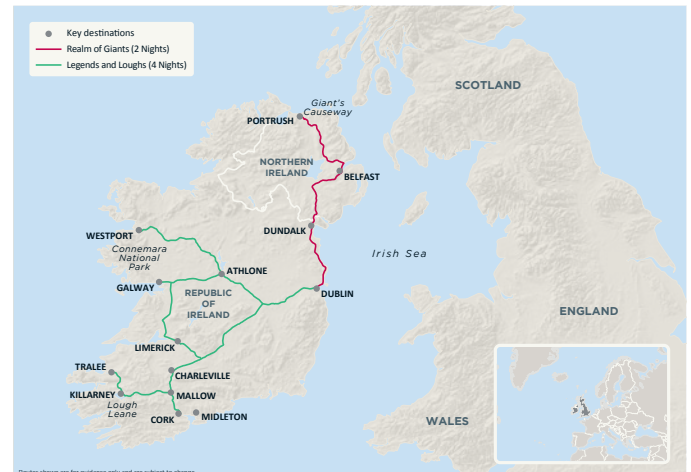 Key destinations
Realm of Giants (2 Nights)
Legends and Loughs (4 Nights)
SCOTLAND
Giant's
Causeway
PORTRUSH
NORTHERN
IRELAND
BELFAST
DUNDALK
WESTPORT
Connemara
National
Park
Irish Sea
ATHLONE
GALWAY
REPUBLIC
OF
IRELAND
DUBLIN
ENGLAND
LIMERICK
TRALEE
CHARLEVILLE
KILLARNEY
MALLOW
Lough
Leane
CORK
MIDLETON
WALES